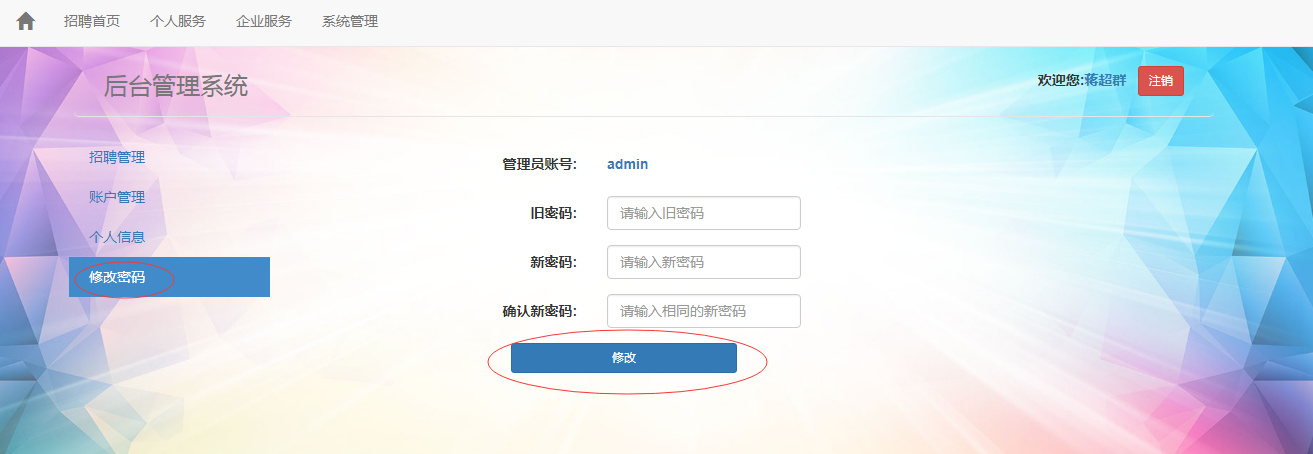 招聘首页 个人服务 企业服务 系统管理
后台管理系统
欢迎您:蒋超群 注销
招聘管理
账户管理
个人信息
修改密码
管理员账号: admin
旧密码: 请输入旧密码
新密码: 请输入新密码
确认新密码: 请输入相同的新密码
修改